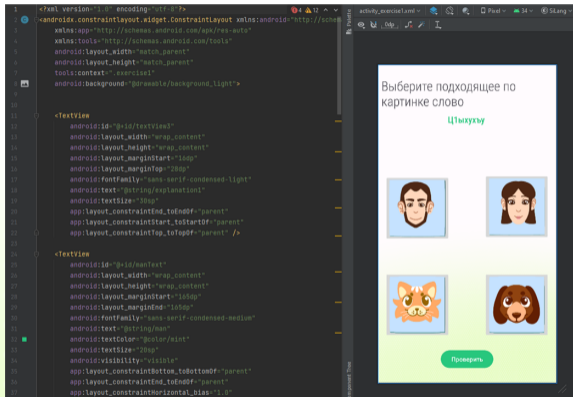 <?xml version="1.0" encoding="utf-8"?>
<androidx.constraintlayout.widget.ConstraintLayout xmlns:android="http://sche
xmlns:app="http://schemas.android.com/apk/res-auto"
xmlns:tools="http://schemas.android.com/tools"
android:layout_width="match_parent"
android:layout_height="match_parent"
tools:context=".exercise1"
android:background="@drawable/background_light">
<TextView
android:id="@+id/textView3"
android:layout_width="wrap_content"
android:layout_height="wrap_content"
android:layout_marginStart="16dp"
android:layout_marginTop="28dp"
android:fontFamily="sans-serif-condensed-light"
android:text="@string/explanation1"
android:textSize="30sp"
app:layout_constraintEnd_toEndOf="parent"
app:layout_constraintStart_toStartOf="parent"
app:layout_constraintTop_toTopOf="parent" />
<TextView
android:id="@+id/manText"
android:layout_width="wrap_content"
android:layout_height="wrap_content"
android:layout_marginStart="165dp"
android:layout_marginEnd="165dp"
android:fontFamily="sans-serif-condensed-medium"
android:text="@string/man"
android:textColor="@color/mint"
android:textSize="20sp"
android:visibility="visible"
app:layout_constraintBottom_toBottomOf="parent"
app:layout_constraintEnd_toEndOf="parent"
app:layout_constraintHorizontal_bias="1.0"
activity_exercise1.xml
Pixel
34
SiLang
0dp
Выберите подходящее по
картинке слово
ЦӀыхухъу
Проверить